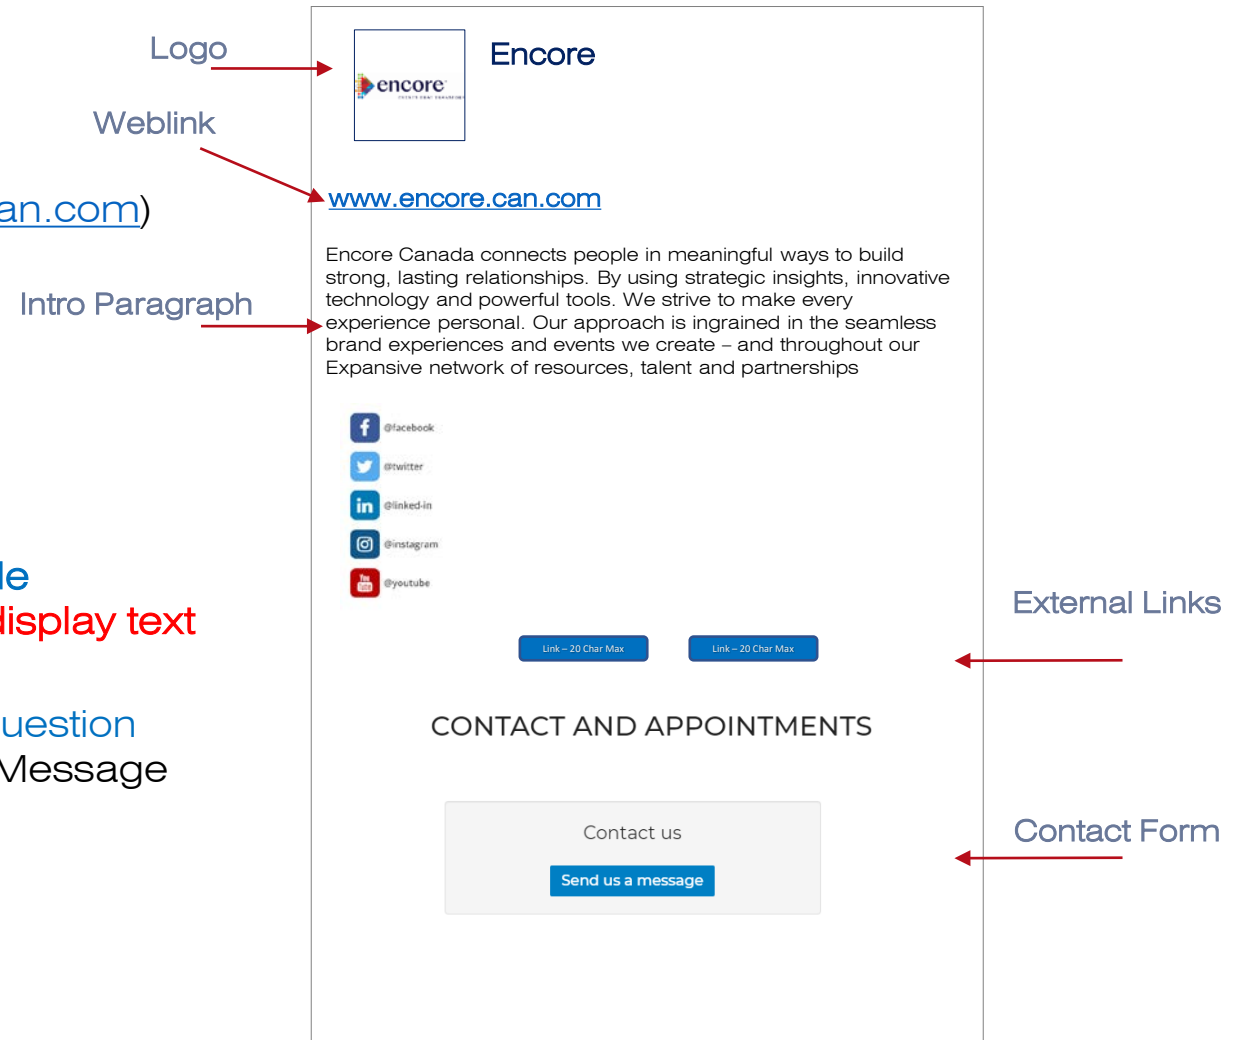 Logo
encore
Encore
Weblink
www.encore.can.com
an.com)
Encore Canada connects people in meaningful ways to build
strong, lasting relationships. By using strategic insights, innovative
technology and powerful tools. We strive to make every
experience personal. Our approach is ingrained in the seamless
brand experiences and events we create – and throughout our
Expansive network of resources, talent and partnerships
Intro Paragraph
@facebook
@twitter
@linked-in
@instagram
You
Tube
@youtube
le
display text
External Links
Link – 20 Char Max
Link – 20 Char Max
uestion
Message
CONTACT AND APPOINTMENTS
Contact us
Send us a message
Contact Form